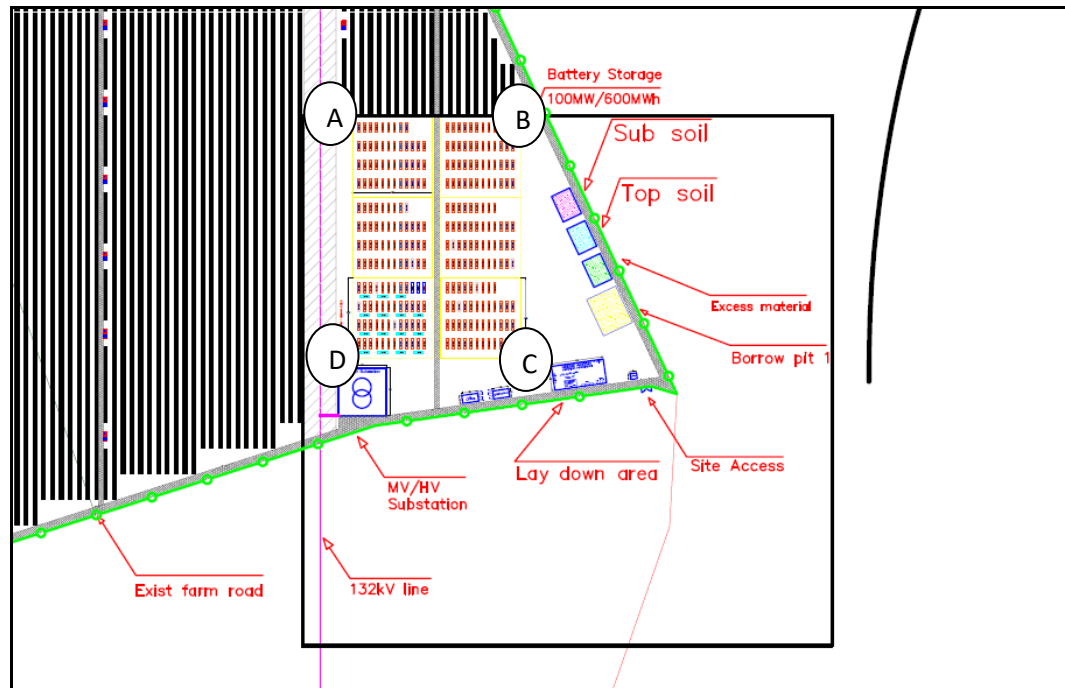 Battery Storage
100MW/600MWh
A
B
Sub soil
Top soil
Excess material
Borrow pit 1
D
C
MV/HV
Substation
Lay down area
Site Access
Exist farm road
132kV line